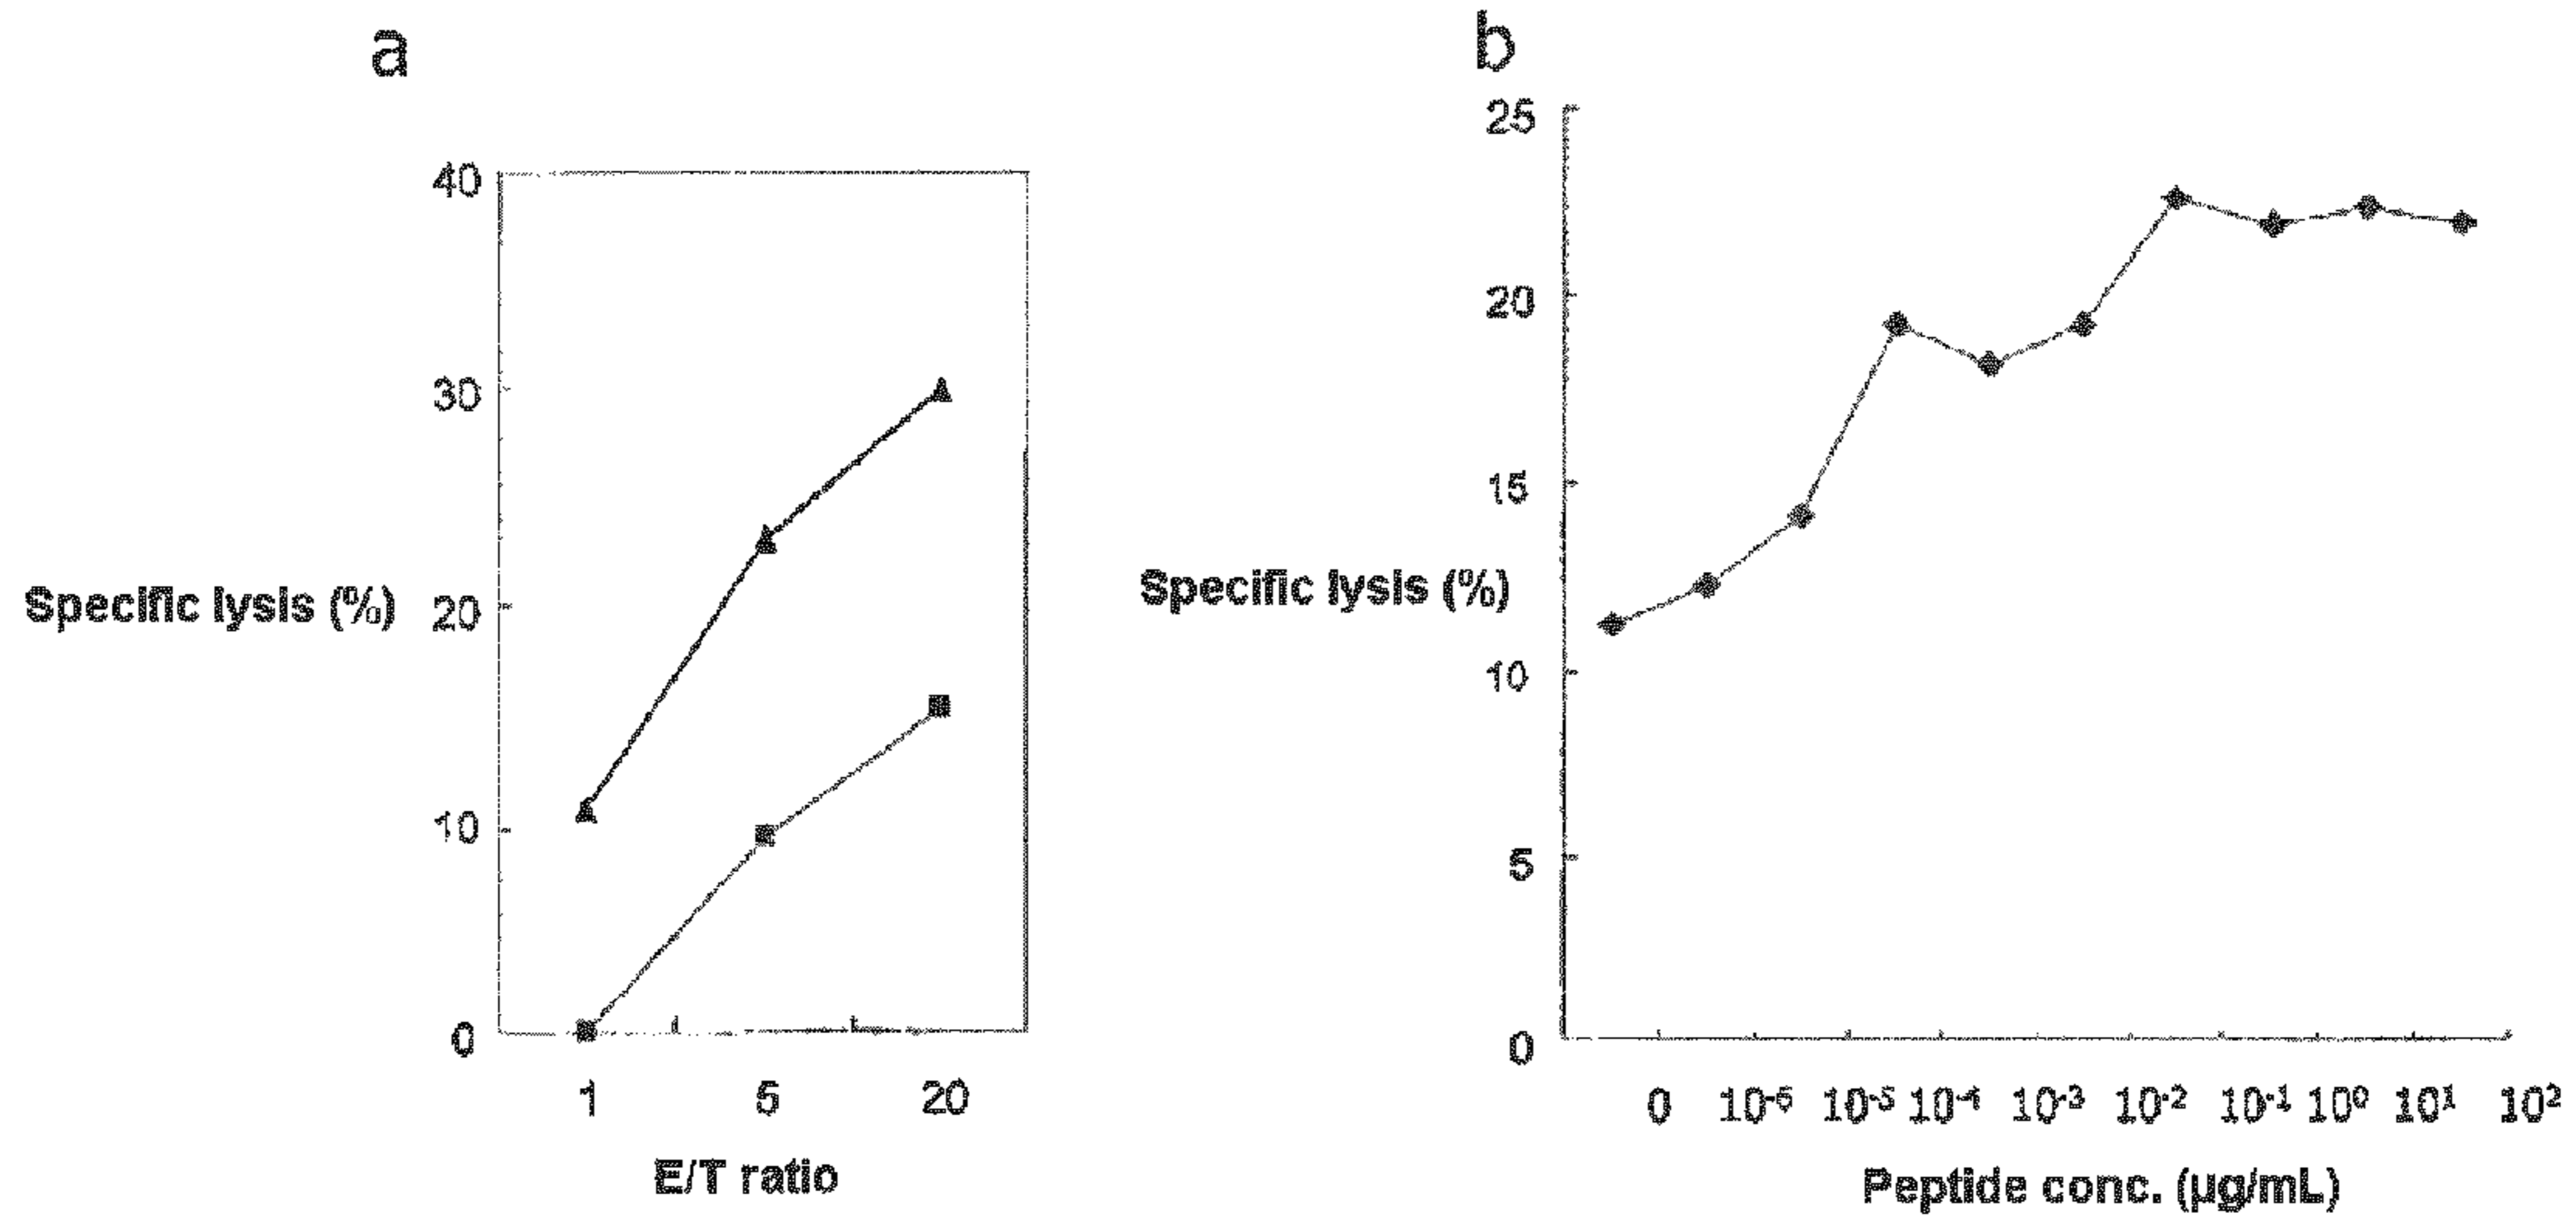 a
40
30
20
10
0
Specific lysis (%)
1 5 20
E/T ratio
b
25
20
15
10
5
0
Specific lysis (%)
0 10⁻⁶ 10⁻⁵ 10⁻⁴ 10⁻³ 10⁻² 10⁻¹ 10⁰ 10¹ 10²
Peptide conc. (µg/mL)